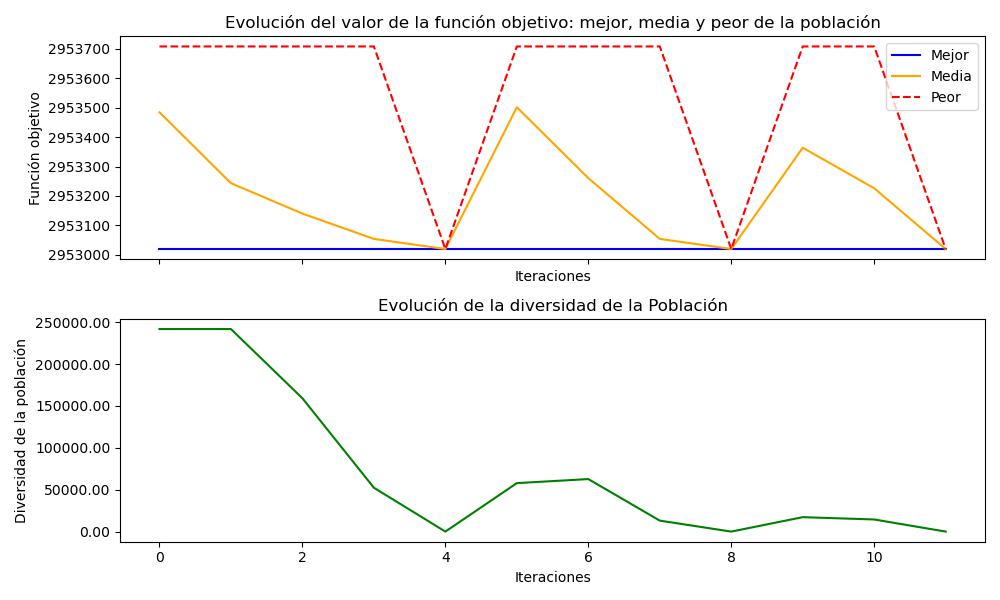 Evolución del valor de la función objetivo: mejor, media y peor de la población
Función objetivo
2953700
2953600
2953500
2953400
2953300
2953200
2953100
2953000
Mejor
Media
Peor
Iteraciones
Evolución de la diversidad de la Población
Diversidad de la población
250000.00
200000.00
150000.00
100000.00
50000.00
0.00
0 2 4 6 8 10
Iteraciones